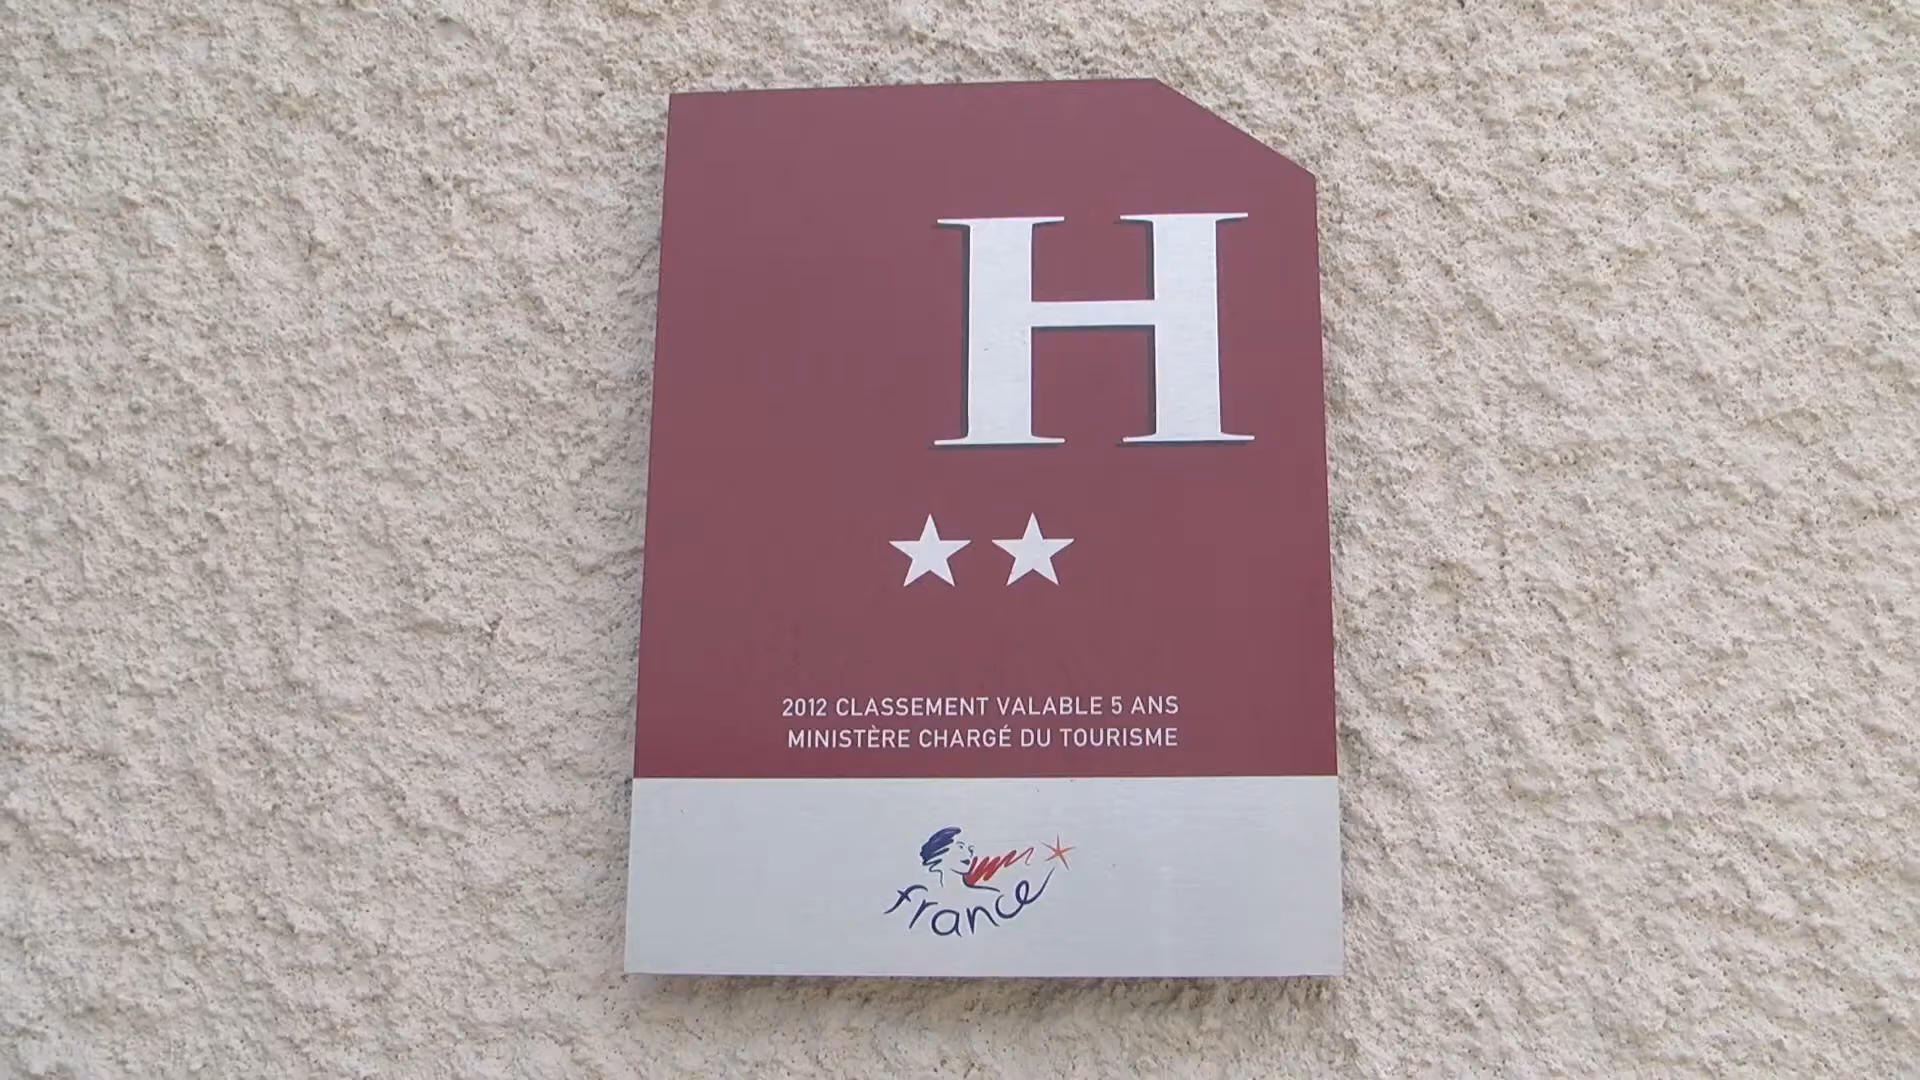 H
2012 CLASSEMENT VALABLE 5 ANS
MINISTÈRE CHARGÉ DU TOURISME
france